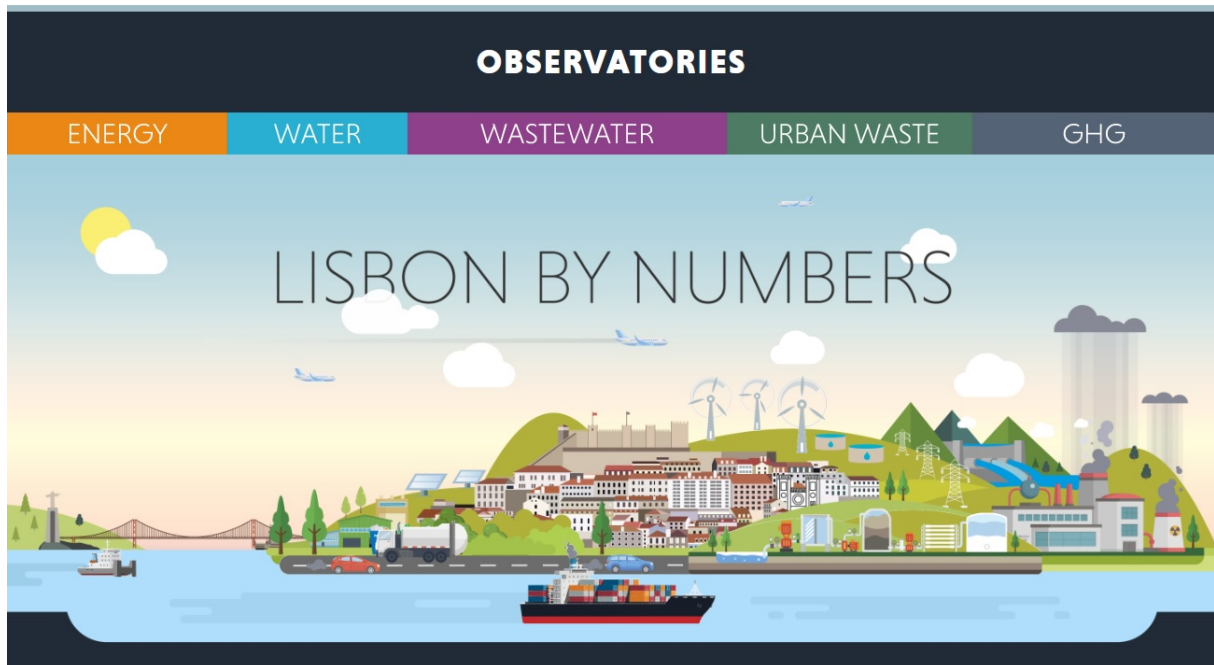 OBSERVATORIES
ENERGY WATER WASTEWATER URBAN WASTE GHG
LISBON BY NUMBERS